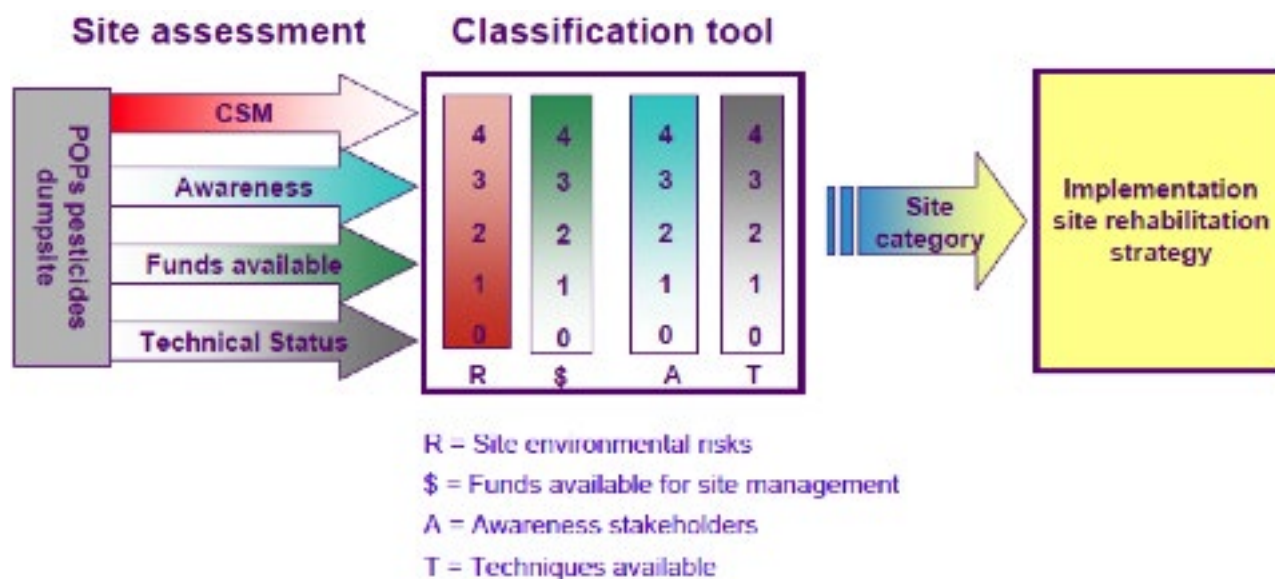 Site assessment
Classification tool
POPs pesticides
dumpsite
CSM
Awareness
Funds available
Technical Status
4
3
2
1
0
R
4
3
2
1
0
$
4
3
2
1
0
A
4
3
2
1
0
T
Site
category
Implementation
site rehabilitation
strategy
R = Site environmental risks
$ = Funds available for site management
A = Awareness stakeholders
T = Techniques available